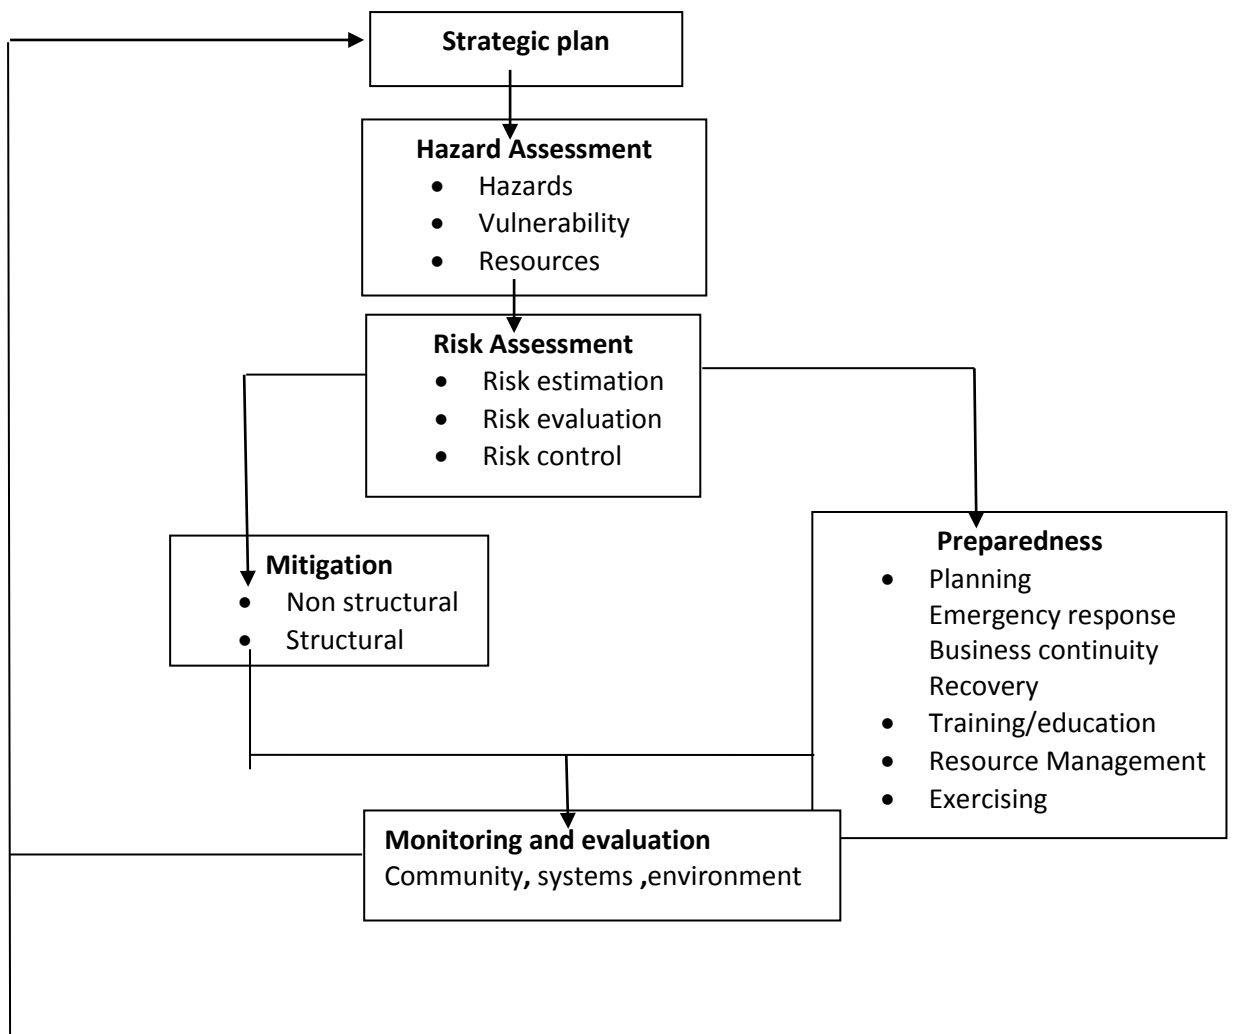 Strategic plan
Hazard Assessment
• Hazards
• Vulnerability
• Resources
Risk Assessment
• Risk estimation
• Risk evaluation
• Risk control
Mitigation
• Non structural
• Structural
Preparedness
• Planning
Emergency response
Business continuity
Recovery
• Training/education
• Resource Management
• Exercising
Monitoring and evaluation
Community, systems ,environment